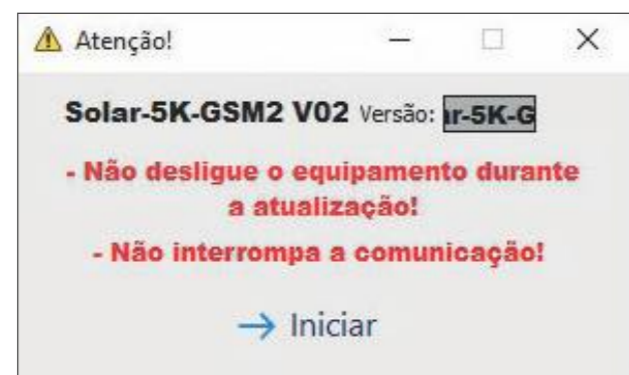 Atenção!
Solar-5K-GSM2 V02 Versão: r-5K-G
- Não desligue o equipamento durante
a atualização!
- Não interrompa a comunicação!
Iniciar